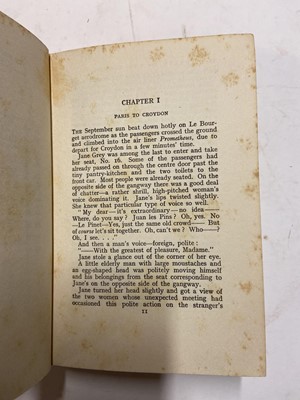 CHAPTER I
PARIS TO CROYDON
THE September sun beat down hotly on Le Bour-
get aerodrome as the passengers crossed the ground
and climbed into the air liner Prometheus, due to
depart for Croydon in a few minutes' time.
Jane Grey was among the last to enter and take
her seat, No. 16. Some of the passengers had
already passed on through the centre door past the
tiny pantry-kitchen and the two toilets to the
front car. Most people were already seated. On the
opposite side of the gangway there was a good deal
of chatter—a rather shrill, high-pitched woman's
voice dominating it. Jane's lips twisted slightly.
She knew that particular type of voice so well.
"My dear—it's extraordinary—no idea—
Where, do you say? Juan les Pins? Oh, yes. No
—Le Pinet—Yes, just the same old crowd—— But
of course let's sit together. Oh, can't we? Who——?
Oh, I see. . . ."
And then a man's voice—foreign, polite:
"——With the greatest of pleasure, Madame."
Jane stole a glance out of the corner of her eye.
A little elderly man with large moustaches and
an egg-shaped head was politely moving himself
and his belongings from the seat corresponding to
Jane's on the opposite side of the gangway.
Jane turned her head slightly and got a view of
the two women whose unexpected meeting had
occasioned this polite action on the stranger's
11